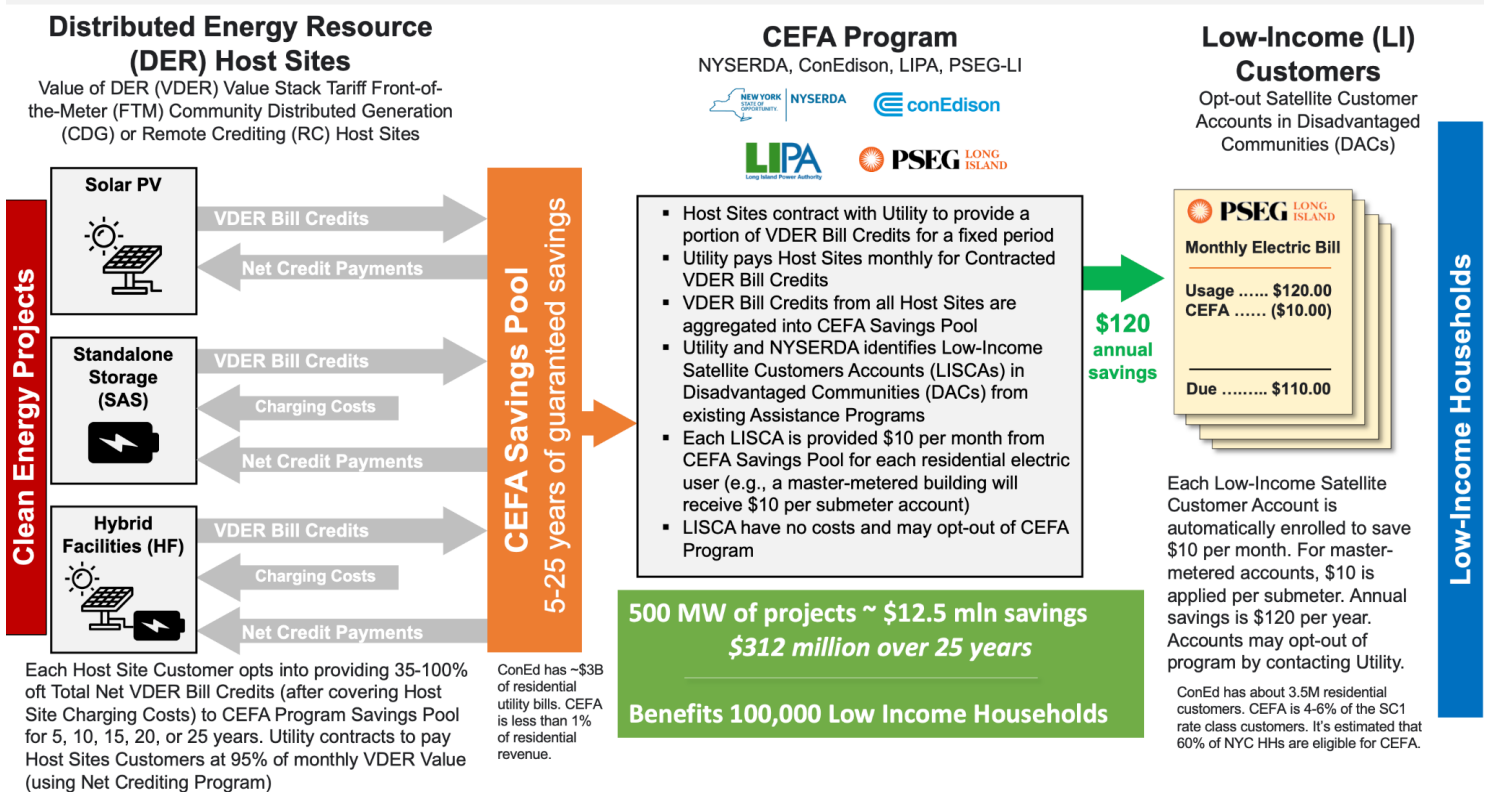 Distributed Energy Resource
(DER) Host Sites
Value of DER (VDER) Value Stack Tariff Front-of-
the-Meter (FTM) Community Distributed Generation
(CDG) or Remote Crediting (RC) Host Sites
Clean Energy Projects
Solar PV
VDER Bill Credits
Net Credit Payments
Standalone
Storage
(SAS)
VDER Bill Credits
Charging Costs
Net Credit Payments
Hybrid
Facilities (HF)
VDER Bill Credits
Charging Costs
Net Credit Payments
Each Host Site Customer opts into providing 35-100%
oft Total Net VDER Bill Credits (after covering Host
Site Charging Costs) to CEFA Program Savings Pool
for 5, 10, 15, 20, or 25 years. Utility contracts to pay
Host Sites Customers at 95% of monthly VDER Value
(using Net Crediting Program)
CEFA Savings Pool
5-25 years of guaranteed savings
ConEd has ~$3B
of residential
utility bills. CEFA
is less than 1%
of residential
revenue.
CEFA Program
NYSERDA, ConEdison, LIPA, PSEG-LI
NEW YORK
STATE OF
OPPORTUNITY.
NYSERDA
conEdison
LIPA
Long Island Power Authority
PSEG LONG
ISLAND
▪ Host Sites contract with Utility to provide a
portion of VDER Bill Credits for a fixed period
▪ Utility pays Host Sites monthly for Contracted
VDER Bill Credits
▪ VDER Bill Credits from all Host Sites are
aggregated into CEFA Savings Pool
▪ Utility and NYSERDA identifies Low-Income
Satellite Customers Accounts (LISCAs) in
Disadvantaged Communities (DACs) from
existing Assistance Programs
▪ Each LISCA is provided $10 per month from
CEFA Savings Pool for each residential electric
user (e.g., a master-metered building will
receive $10 per submeter account)
▪ LISCA have no costs and may opt-out of CEFA
Program
500 MW of projects ~ $12.5 mln savings
$312 million over 25 years
Benefits 100,000 Low Income Households
$120
annual
savings
Low-Income (LI)
Customers
Opt-out Satellite Customer
Accounts in Disadvantaged
Communities (DACs)
PSEG LONG
ISLAND
Monthly Electric Bill
Usage …... $120.00
CEFA …… ($10.00)
Due …….. $110.00
Each Low-Income Satellite
Customer Account is
automatically enrolled to save
$10 per month. For master-
metered accounts, $10 is
applied per submeter. Annual
savings is $120 per year.
Accounts may opt-out of
program by contacting Utility.
ConEd has about 3.5M residential
customers. CEFA is 4-6% of the SC1
rate class customers. It's estimated that
60% of NYC HHs are eligible for CEFA.
Low-Income Households